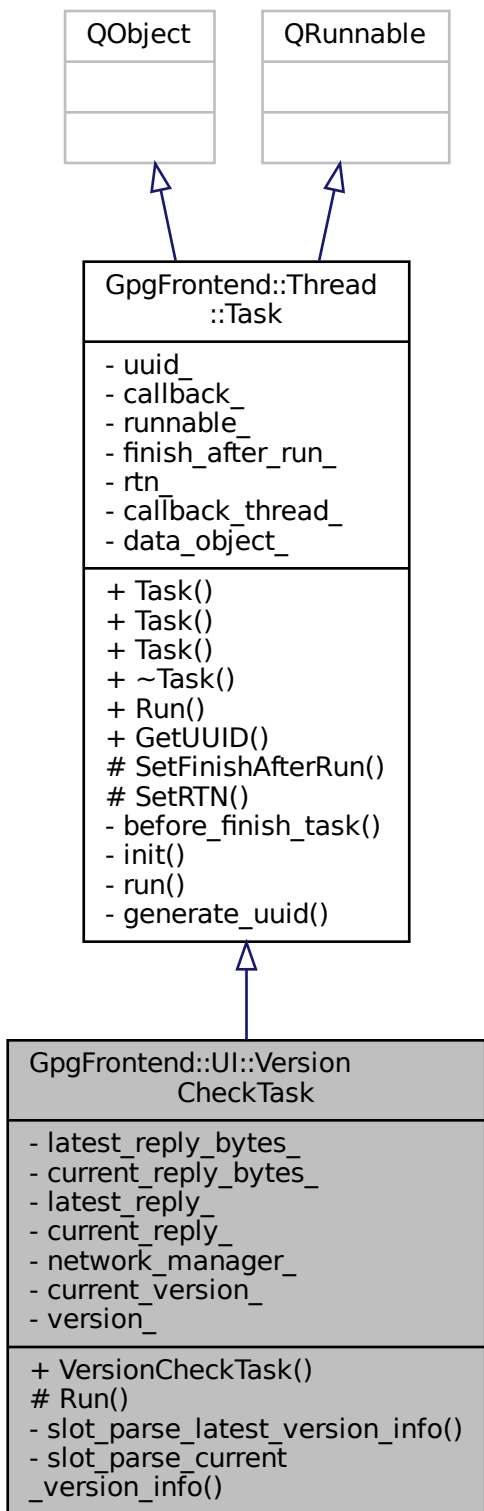 QObject
QRunnable
GpgFrontend::Thread
::Task
- uuid_
- callback_
- runnable_
- finish_after_run_
- rtn_
- callback_thread_
- data_object_
+ Task()
+ Task()
+ Task()
+ ~Task()
+ Run()
+ GetUUID()
# SetFinishAfterRun()
# SetRTN()
- before_finish_task()
- init()
- run()
- generate_uuid()
GpgFrontend::UI::Version
CheckTask
- latest_reply_bytes_
- current_reply_bytes_
- latest_reply_
- current_reply_
- network_manager_
- current_version_
- version_
+ VersionCheckTask()
# Run()
- slot_parse_latest_version_info()
- slot_parse_current
_version_info()